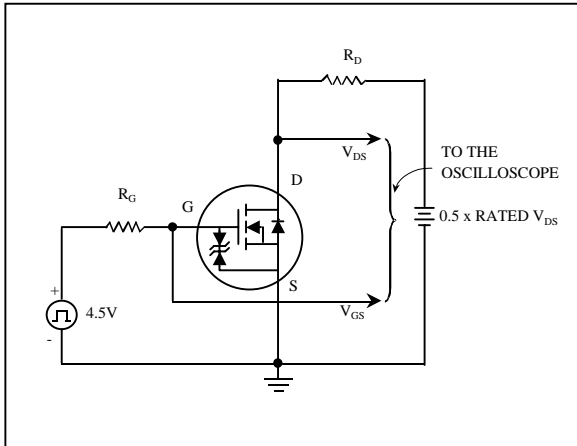 R_D
V_DS
TO THE
OSCILLOSCOPE
D
R_G
G
0.5 x RATED V_DS
S
+
4.5V
V_GS
-